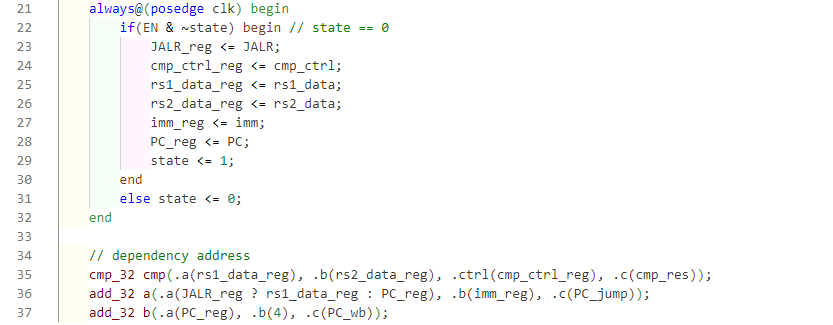 21 always@(posedge clk) begin
22 if(EN & ~state) begin // state == 0
23 JALR_reg <= JALR;
24 cmp_ctrl_reg <= cmp_ctrl;
25 rs1_data_reg <= rs1_data;
26 rs2_data_reg <= rs2_data;
27 imm_reg <= imm;
28 PC_reg <= PC;
29 state <= 1;
30 end
31 else state <= 0;
32 end
33
34 // dependency address
35 cmp_32 cmp(.a(rs1_data_reg), .b(rs2_data_reg), .ctrl(cmp_ctrl_reg), .c(cmp_res));
36 add_32 a(.a(JALR_reg ? rs1_data_reg : PC_reg), .b(imm_reg), .c(PC_jump));
37 add_32 b(.a(PC_reg), .b(4), .c(PC_wb));